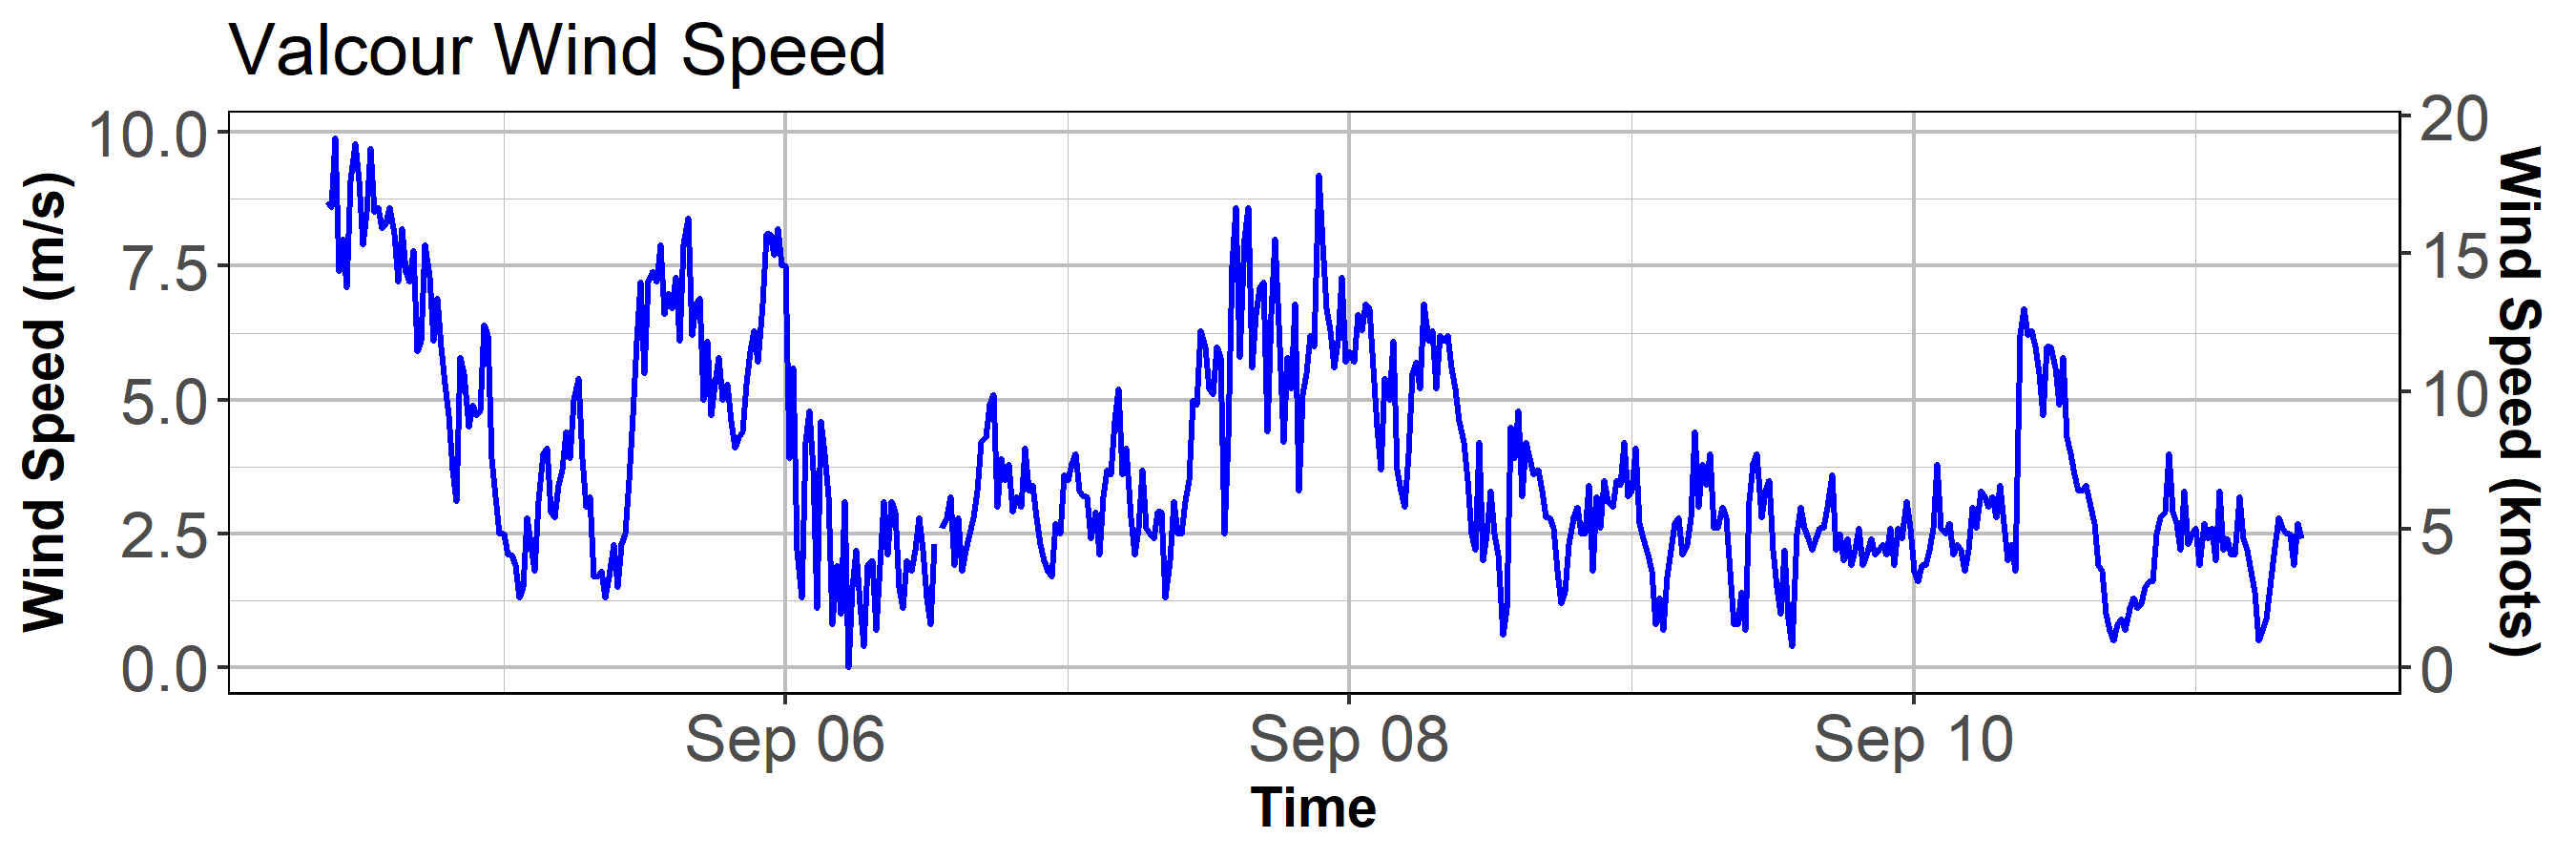 Valcour Wind Speed
Wind Speed (m/s)
10.0
7.5
5.0
2.5
0.0
20
15
10
5
0
Wind Speed (knots)
Sep 06
Sep 08
Sep 10
Time